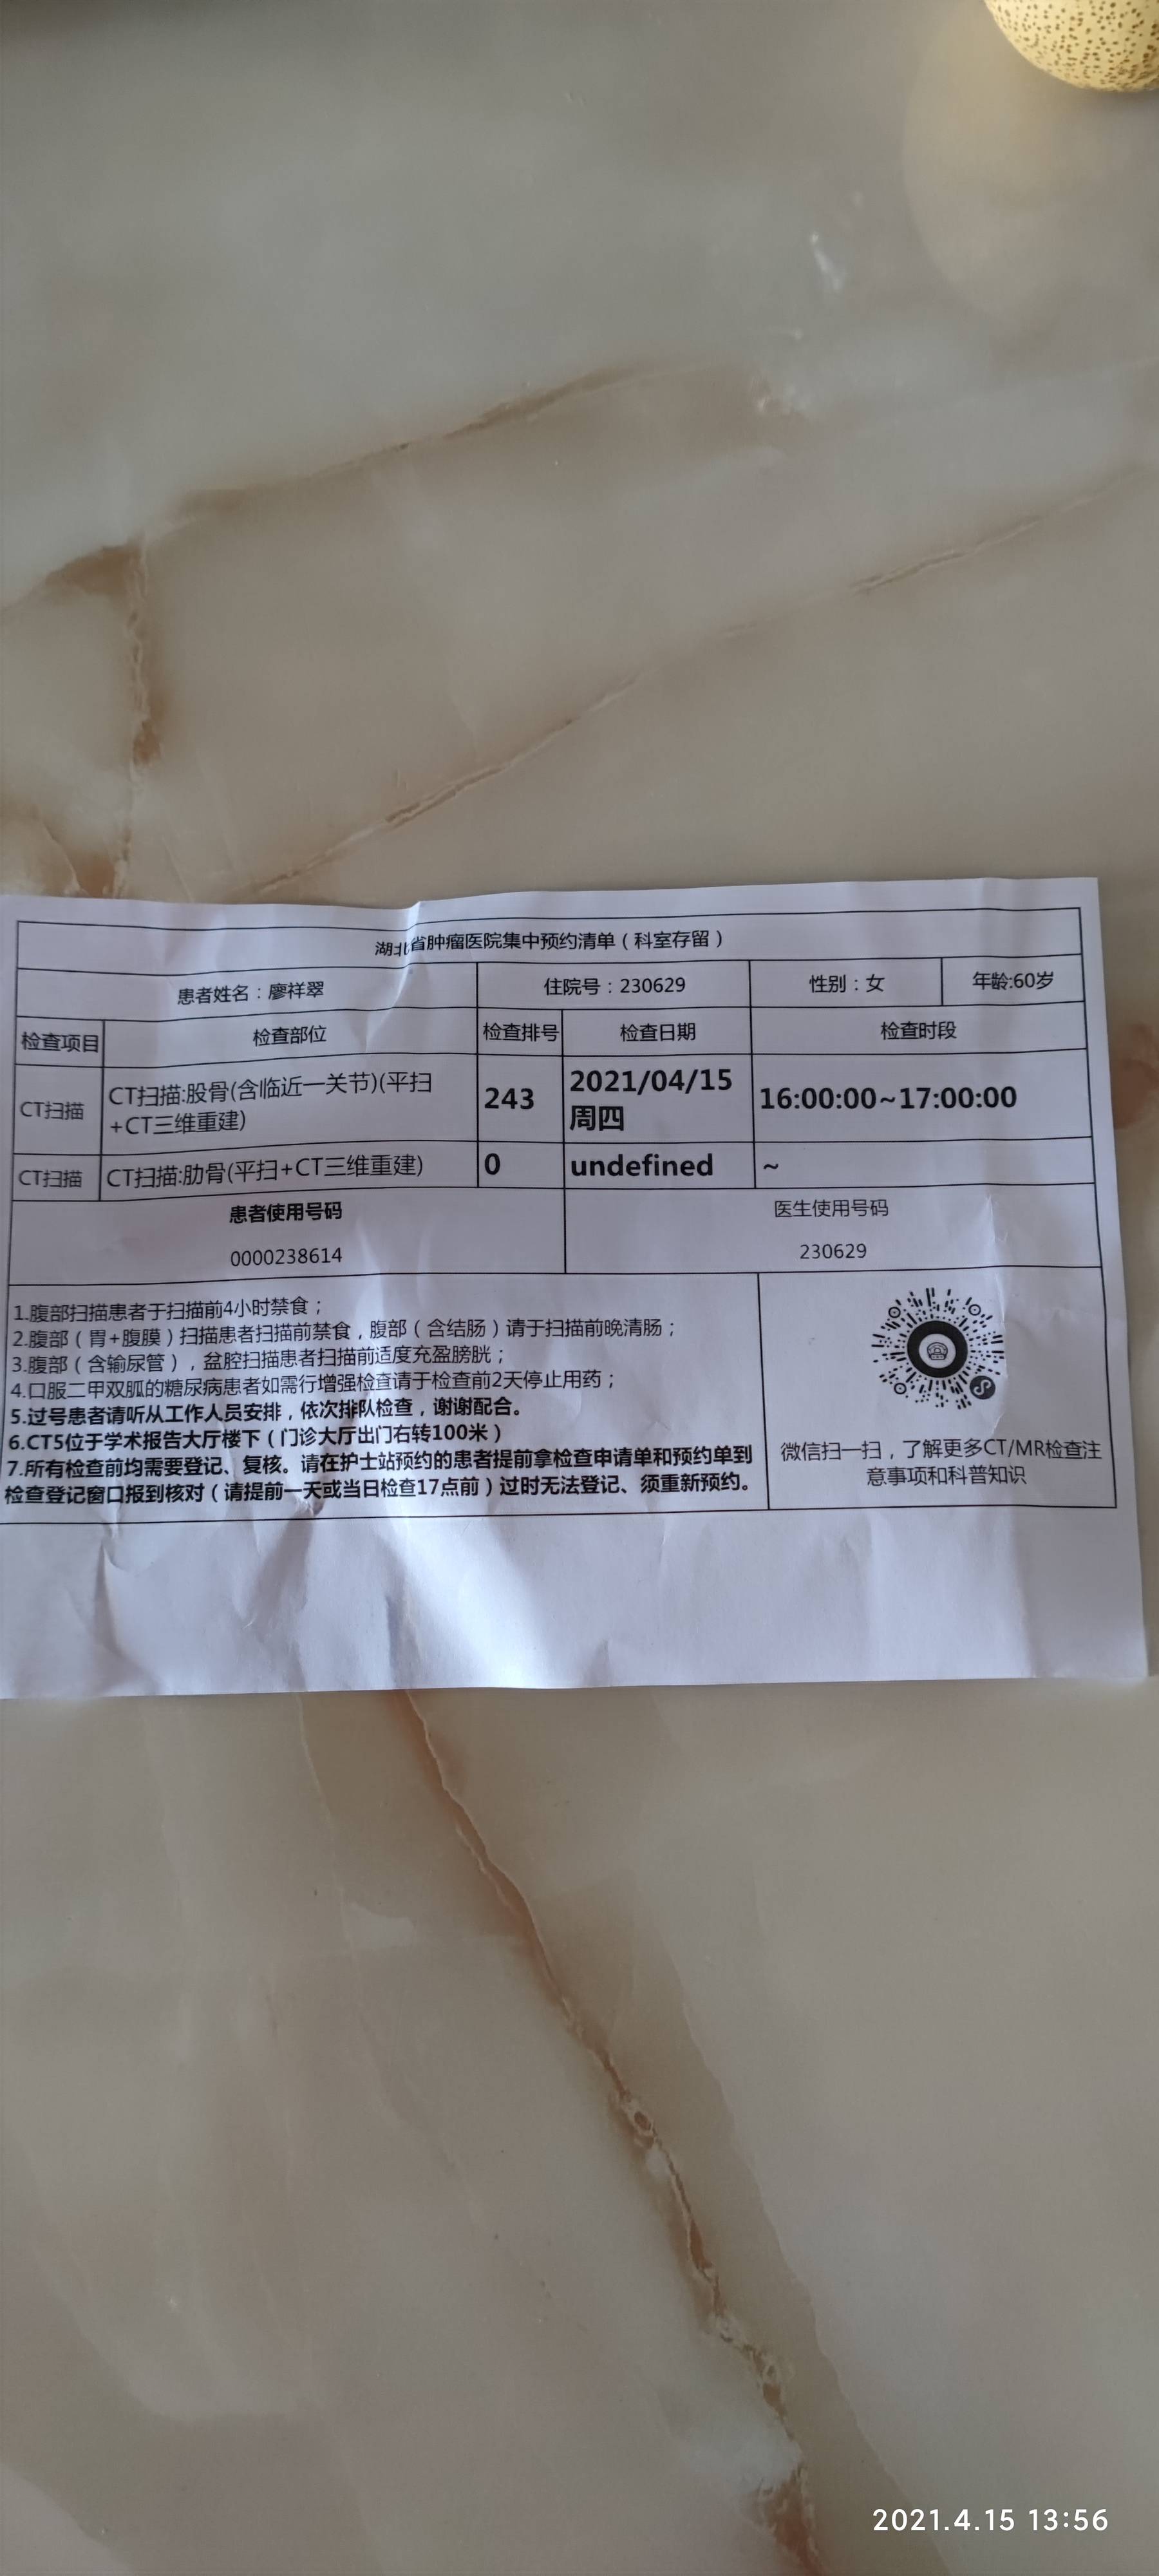 湖北省肿瘤医院集中预约清单（科室存留）
患者姓名：廖祥翠 住院号：230629 性别：女 年龄:60岁
检查项目 检查部位 检查排号 检查日期 检查时段
CT扫描 CT扫描:股骨(含临近一关节)(平扫 243 2021/04/15 16:00:00~17:00:00
+CT三维重建) 周四
CT扫描 CT扫描:肋骨(平扫+CT三维重建) 0 undefined ~
患者使用号码 医生使用号码
0000238614 230629
1.腹部扫描患者于扫描前4小时禁食；
2.腹部（胃+腹膜）扫描患者扫描前禁食，腹部（含结肠）请于扫描前晚清肠；
3.腹部（含输尿管），盆腔扫描患者扫描前适度充盈膀胱；
4.口服二甲双胍的糖尿病患者如需行增强检查请于检查前2天停止用药；
5.过号患者请听从工作人员安排，依次排队检查，谢谢配合。
6.CT5位于学术报告大厅楼下（门诊大厅出门右转100米）
7.所有检查前均需要登记、复核。请在护士站预约的患者提前拿检查申请单和预约单到
检查登记窗口报到核对（请提前一天或当日检查17点前）过时无法登记、须重新预约。
微信扫一扫，了解更多CT/MR检查注
意事项和科普知识
2021.4.15 13:56